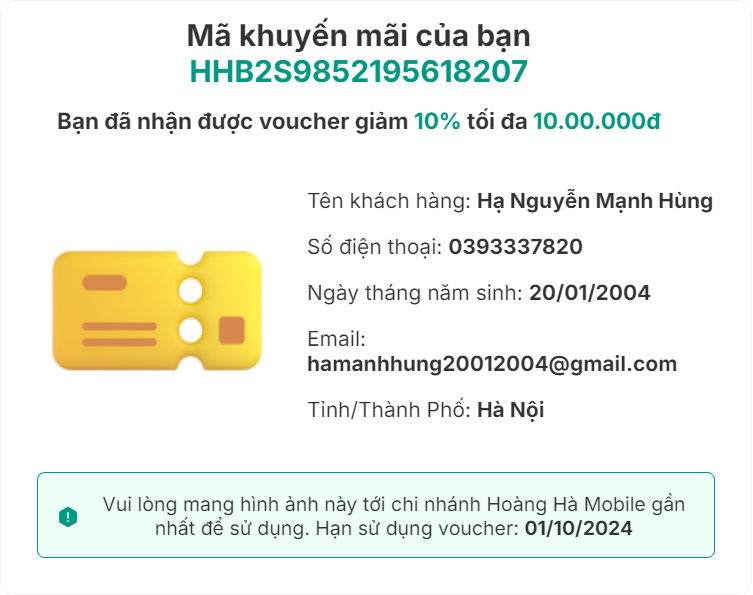 Mã khuyến mãi của bạn
HHB2S9852195618207
Bạn đã nhận được voucher giảm 10% tối đa 10.00.000đ
Tên khách hàng: Hạ Nguyễn Mạnh Hùng
Số điện thoại: 0393337820
Ngày tháng năm sinh: 20/01/2004
Email:
hamanhhung20012004@gmail.com
Tỉnh/Thành Phố: Hà Nội
Vui lòng mang hình ảnh này tới chi nhánh Hoàng Hà Mobile gần
nhất để sử dụng. Hạn sử dụng voucher: 01/10/2024